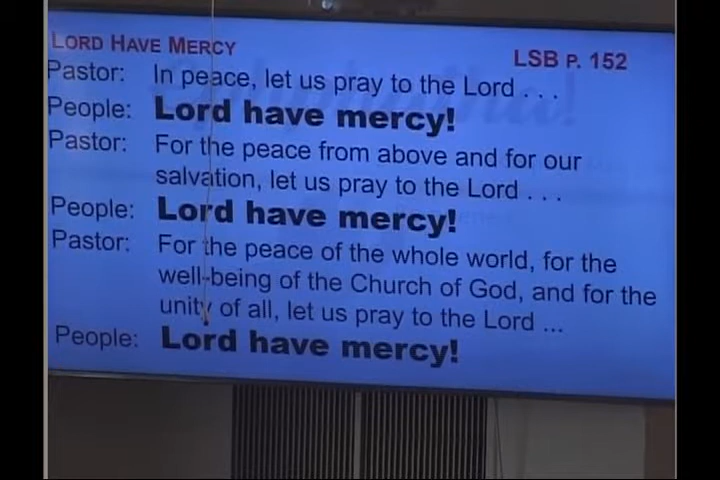 LORD HAVE MERCY
LSB P. 152
Pastor: In peace, let us pray to the Lord . . .
People: Lord have mercy!
Pastor: For the peace from above and for our
salvation, let us pray to the Lord . . .
People: Lord have mercy!
Pastor: For the peace of the whole world, for the
well-being of the Church of God, and for the
unity of all, let us pray to the Lord ...
People: Lord have mercy!